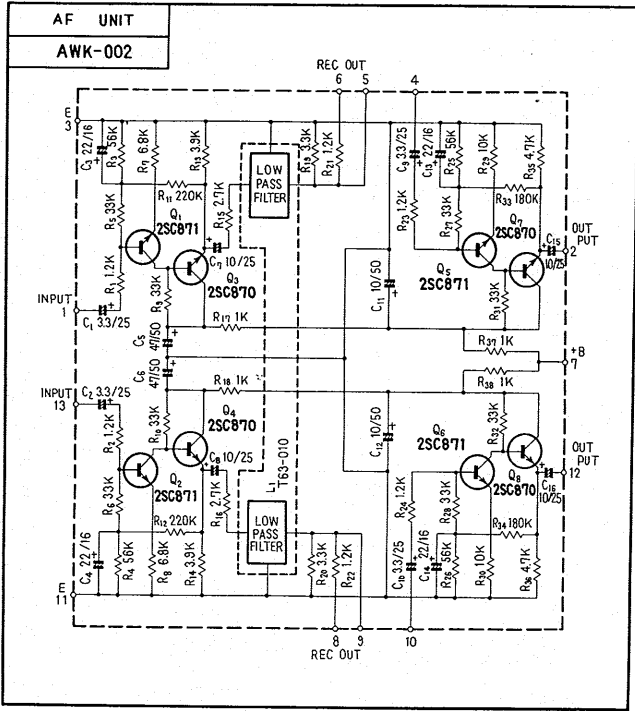 AF UNIT
AWK-002
REC OUT
6
5
4
E
3
C3 22/16
R3 56K
R7 6.8K
R13 3.9K
R11 220K
R5 33K
Q1
2SC871
R15 2.7K
LOW
PASS
FILTER
R19 3.3K
R21 1.2K
C9 3.3/25
C13 22/16
R25 56K
R29 10K
R35 4.7K
R33 180K
R23 1.2K
R27 33K
Q7
2SC870
OUT
PUT
2
C15
10/25
R1 1.2K
C7 10/25
Q3
2SC870
R9 33K
INPUT
1
C1 3.3/25
C5
47/50
R17 1K
C11 10/50
Q5
2SC871
R31 33K
R37 1K
+B
7
R38 1K
C6
47/50
R18 1K
INPUT
13
C2 3.3/25
R2 1.2K
R10 33K
Q4
2SC870
C8 10/25
Q2
2SC871
R6 33K
R12 220K
R16 2.7K
T63-010
C12 10/50
Q6
2SC871
R32 33K
Q8
2SC870
OUT
PUT
12
C16
10/25
R24 1.2K
R28 33K
R34 180K
LOW
PASS
FILTER
C4 22/16
R4 56K
R8 6.8K
R14 3.9K
R20 3.3K
R22 1.2K
C10 3.3/25
C14 22/16
R26 56K
R30 10K
R36 4.7K
E
11
8
9
10
REC OUT